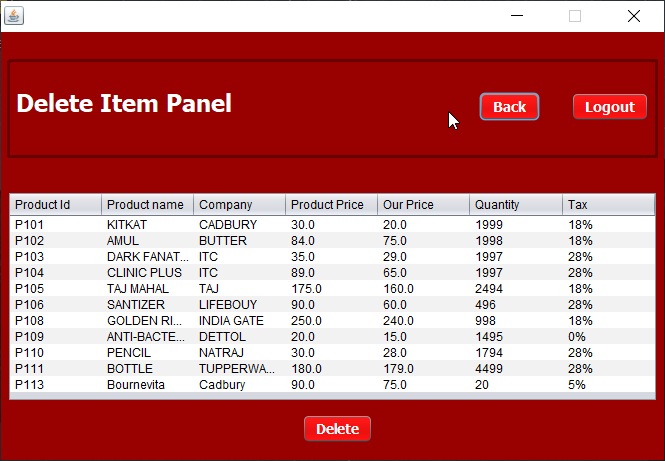 Delete Item Panel Back Logout
Product Id Product name Company Product Price Our Price Quantity Tax
P101 KITKAT CADBURY 30.0 20.0 1999 18%
P102 AMUL BUTTER 84.0 75.0 1998 18%
P103 DARK FANAT... ITC 35.0 29.0 1997 28%
P104 CLINIC PLUS ITC 89.0 65.0 1997 28%
P105 TAJ MAHAL TAJ 175.0 160.0 2494 18%
P106 SANTIZER LIFEBOUY 90.0 60.0 496 28%
P108 GOLDEN RI... INDIA GATE 250.0 240.0 998 18%
P109 ANTI-BACTE... DETTOL 20.0 15.0 1495 0%
P110 PENCIL NATRAJ 30.0 28.0 1794 28%
P111 BOTTLE TUPPERWA... 180.0 179.0 4499 28%
P113 Bournevita Cadbury 90.0 75.0 20 5%
Delete